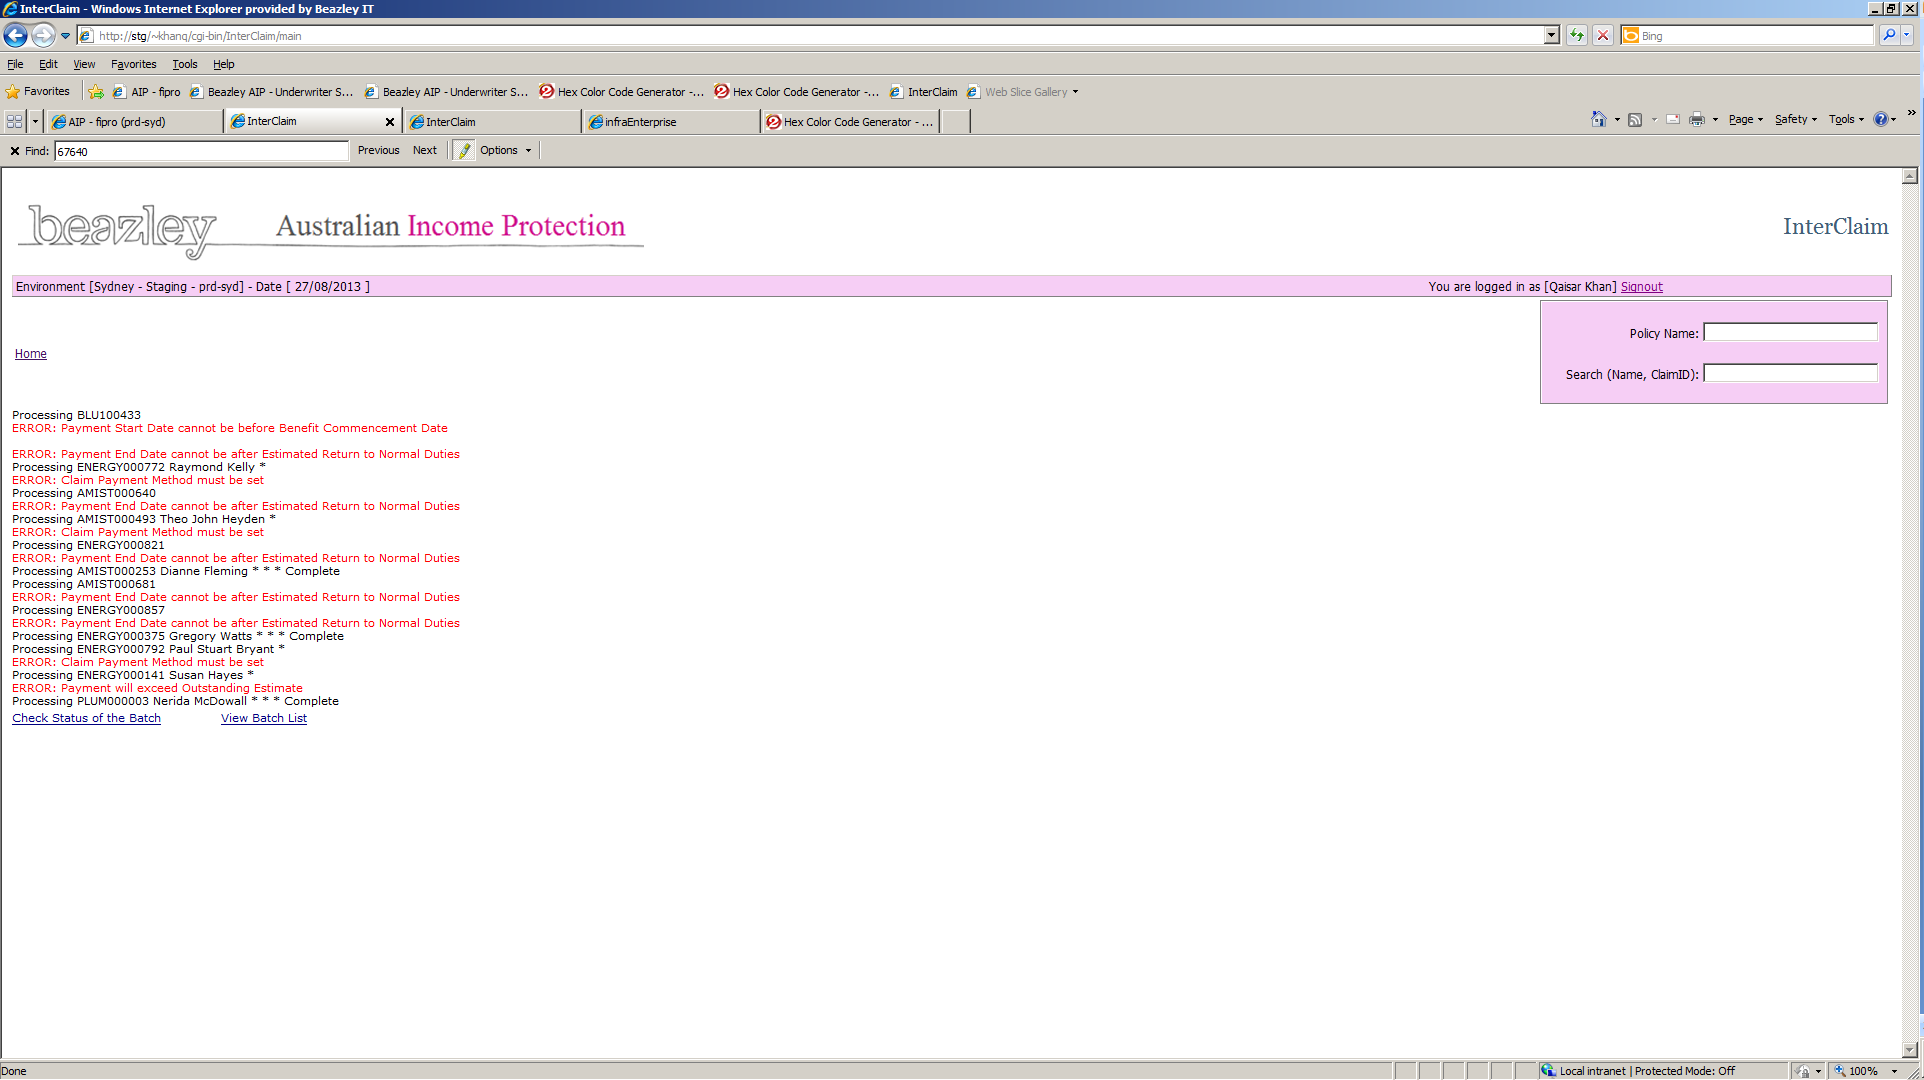 InterClaim - Windows Internet Explorer provided by Beazley IT
http://stg/~khanq/cgi-bin/InterClaim/main
Bing
File Edit View Favorites Tools Help
Favorites AIP - fipro Beazley AIP - Underwriter S... Beazley AIP - Underwriter S... Hex Color Code Generator -... Hex Color Code Generator -... InterClaim Web Slice Gallery
AIP - fipro (prd-syd) InterClaim InterClaim infraEnterprise Hex Color Code Generator - ... Page Safety Tools
Find: 67640 Previous Next Options
beazley Australian Income Protection InterClaim
Environment [Sydney - Staging - prd-syd] - Date [ 27/08/2013 ] You are logged in as [Qaisar Khan] Signout
Policy Name:
Home
Search (Name, ClaimID):
Processing BLU100433
ERROR: Payment Start Date cannot be before Benefit Commencement Date
ERROR: Payment End Date cannot be after Estimated Return to Normal Duties
Processing ENERGY000772 Raymond Kelly *
ERROR: Claim Payment Method must be set
Processing AMIST000640
ERROR: Payment End Date cannot be after Estimated Return to Normal Duties
Processing AMIST000493 Theo John Heyden *
ERROR: Claim Payment Method must be set
Processing ENERGY000821
ERROR: Payment End Date cannot be after Estimated Return to Normal Duties
Processing AMIST000253 Dianne Fleming * * * Complete
Processing AMIST000681
ERROR: Payment End Date cannot be after Estimated Return to Normal Duties
Processing ENERGY000857
ERROR: Payment End Date cannot be after Estimated Return to Normal Duties
Processing ENERGY000375 Gregory Watts * * * Complete
Processing ENERGY000792 Paul Stuart Bryant *
ERROR: Claim Payment Method must be set
Processing ENERGY000141 Susan Hayes *
ERROR: Payment will exceed Outstanding Estimate
Processing PLUM000003 Nerida McDowall * * * Complete
Check Status of the Batch View Batch List
Done Local intranet | Protected Mode: Off 100%